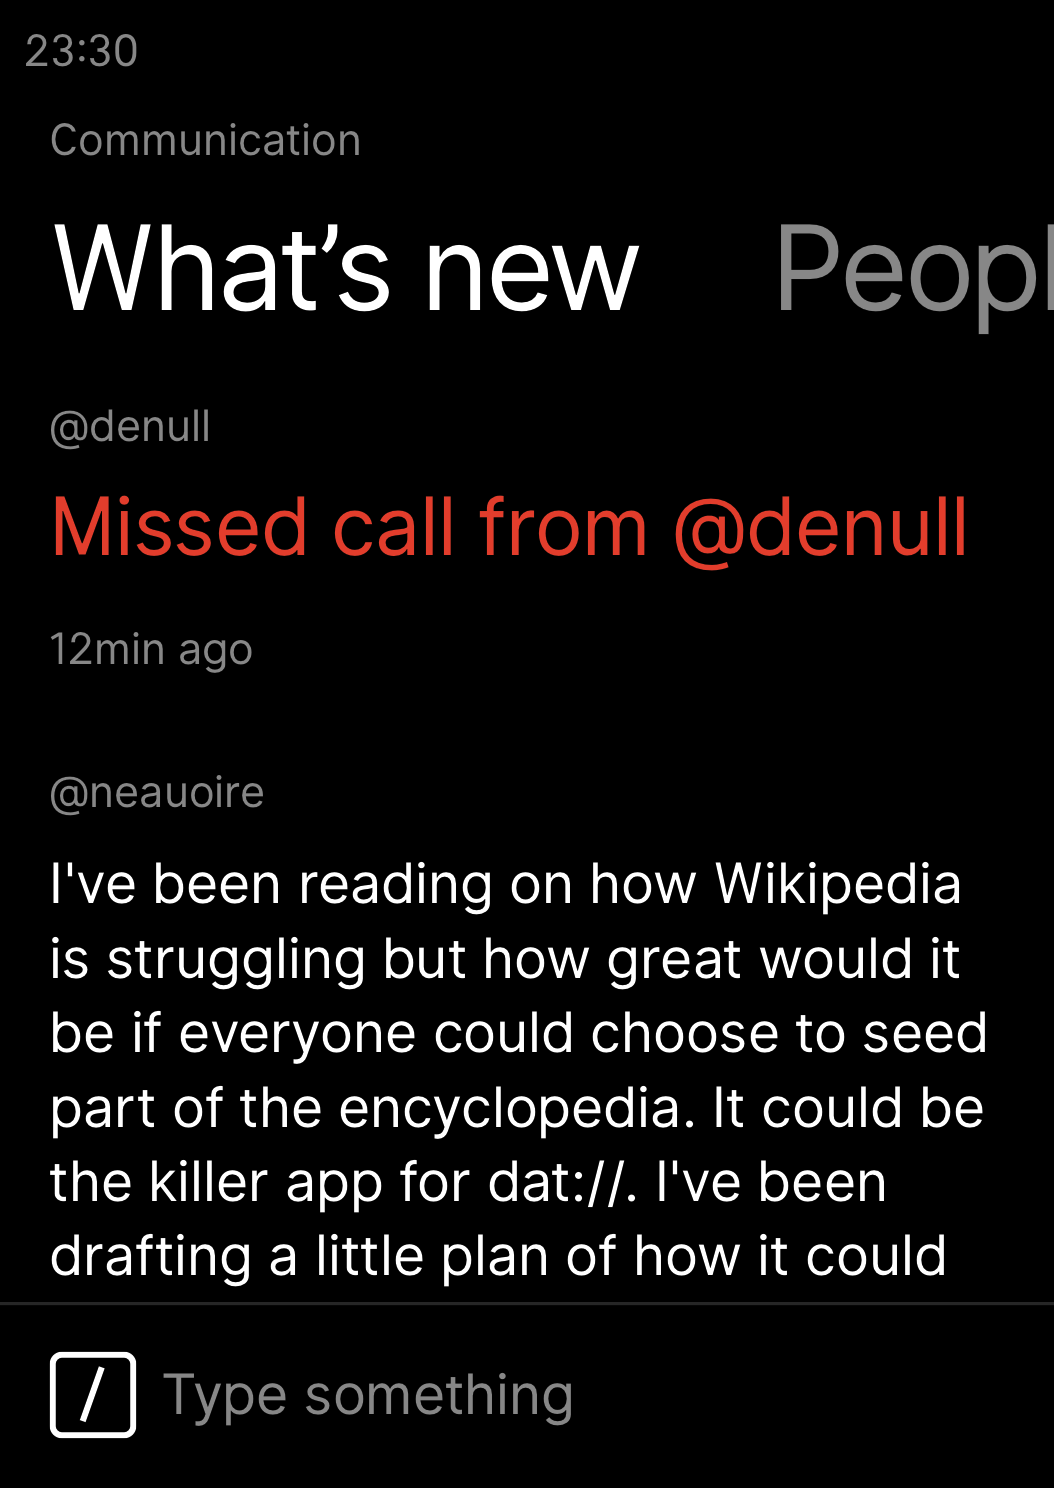 23:30
Communication
What’s new Peopl
@denull
Missed call from @denull
12min ago
@neauoire
I've been reading on how Wikipedia
is struggling but how great would it
be if everyone could choose to seed
part of the encyclopedia. It could be
the killer app for dat://. I've been
drafting a little plan of how it could
/ Type something